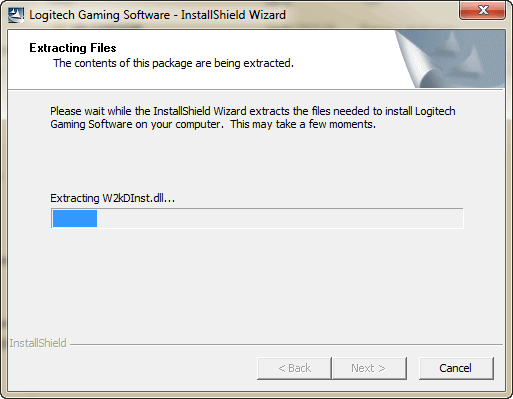 Logitech Gaming Software - InstallShield Wizard
Extracting Files
The contents of this package are being extracted.
Please wait while the InstallShield Wizard extracts the files needed to install Logitech
Gaming Software on your computer.  This may take a few moments.
Extracting W2kDInst.dll...
InstallShield
< Back
Next >
Cancel